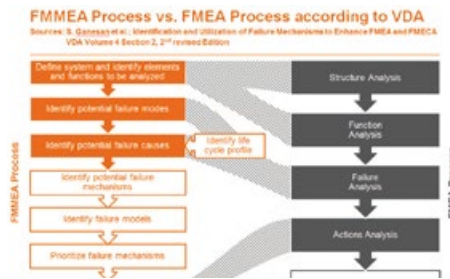 FMMEA Process vs. FMEA Process according to VDA
Sources: S. Ganesan et al.; Identification and Utilization of Failure Mechanisms to Enhance FMEA and FMECA
VDA Volume 4 Section 2, 2nd revised Edition
Define system and identify elements
and functions to be analyzed
Identify potential failure modes
Identify potential failure causes
Identify life
cycle profile
Identify potential failure
mechanisms
Identify failure models
Prioritize failure mechanisms
FMMEA Process
Structure Analysis
Function
Analysis
Failure
Analysis
Actions Analysis